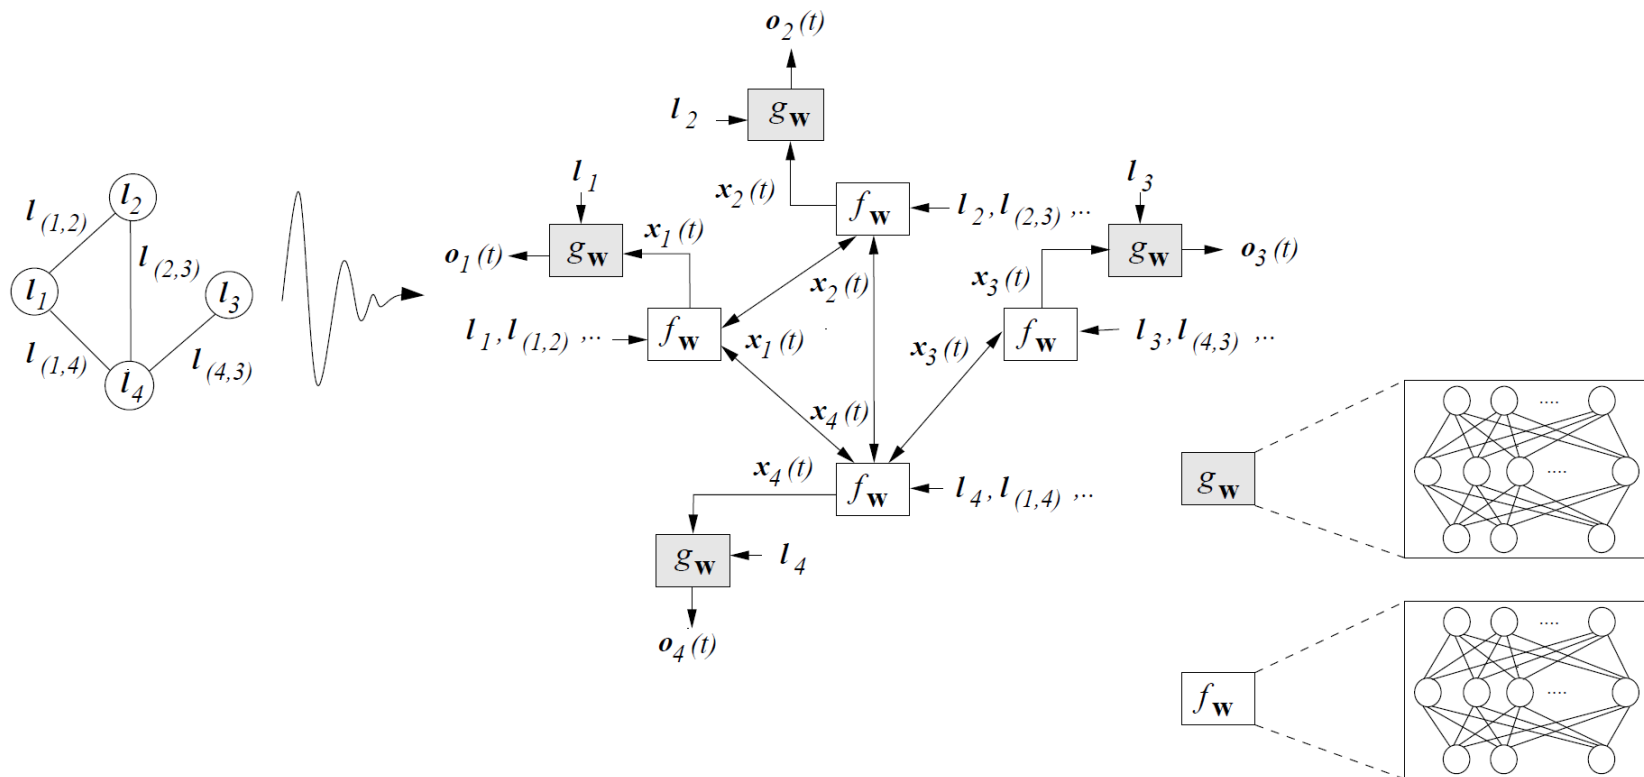 o_2(t)
l_2
g_w
l_1
x_2(t)
f_w
l_2, l_(2,3) ,..
l_3
l_2
l_(1,2)
l_(2,3)
l_1
l_3
l_(1,4)
l_4
l_(4,3)
o_1(t)
g_w
x_1(t)
x_2(t)
g_w
o_3(t)
x_3(t)
l_1, l_(1,2) ,..
f_w
x_1(t)
x_3(t)
f_w
l_3, l_(4,3) ,..
x_4(t)
x_4(t)
f_w
l_4, l_(1,4) ,..
g_w
l_4
o_4(t)
....
g_w
....
....
f_w
....